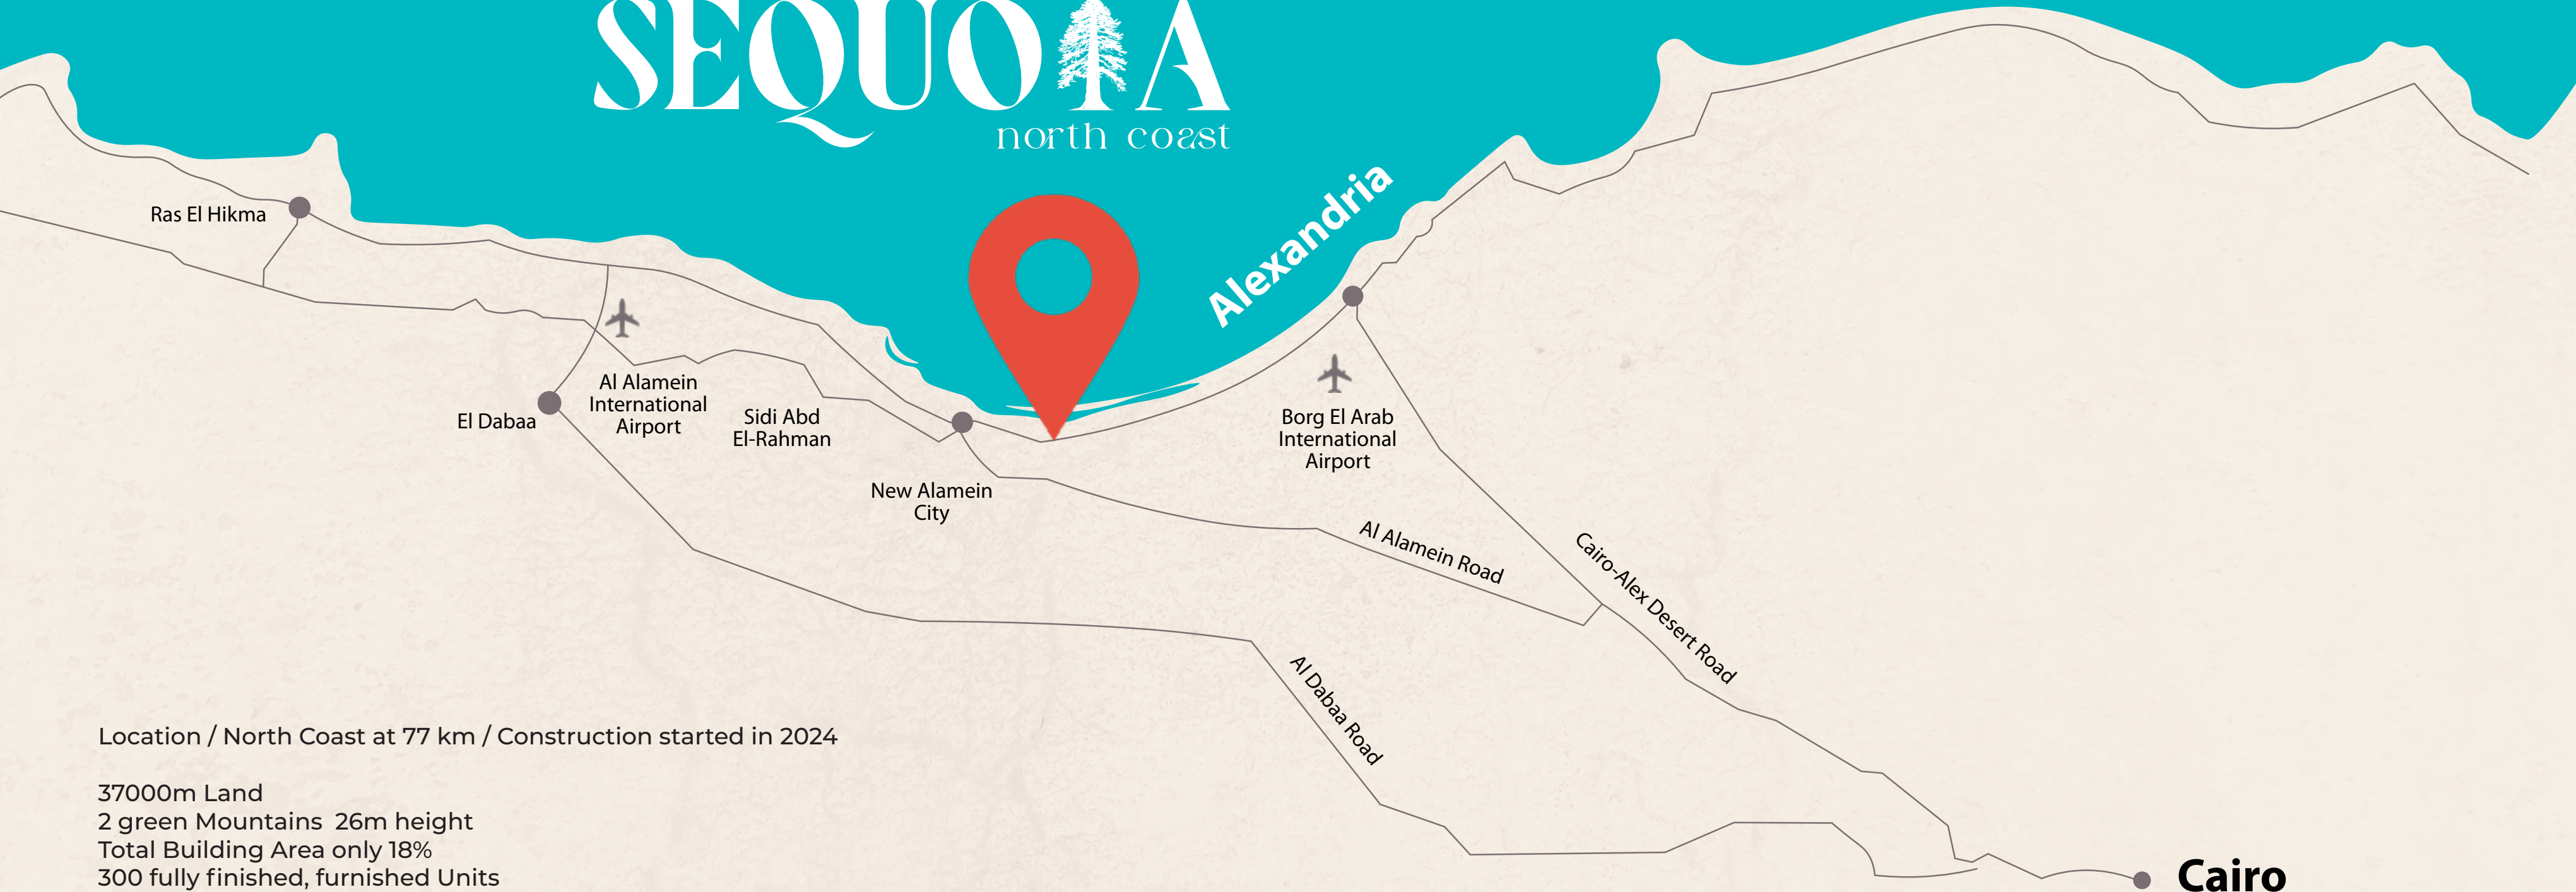 SEQUOIA
north coast
Alexandria
Ras El Hikma
Al Alamein
International
Airport
El Dabaa
Sidi Abd
El-Rahman
Borg El Arab
International
Airport
New Alamein
City
Al Alamein Road
Cairo-Alex Desert Road
Al Dabaa Road
Location / North Coast at 77 km / Construction started in 2024
37000m Land
2 green Mountains  26m height
Total Building Area only 18%
300 fully finished, furnished Units
Cairo